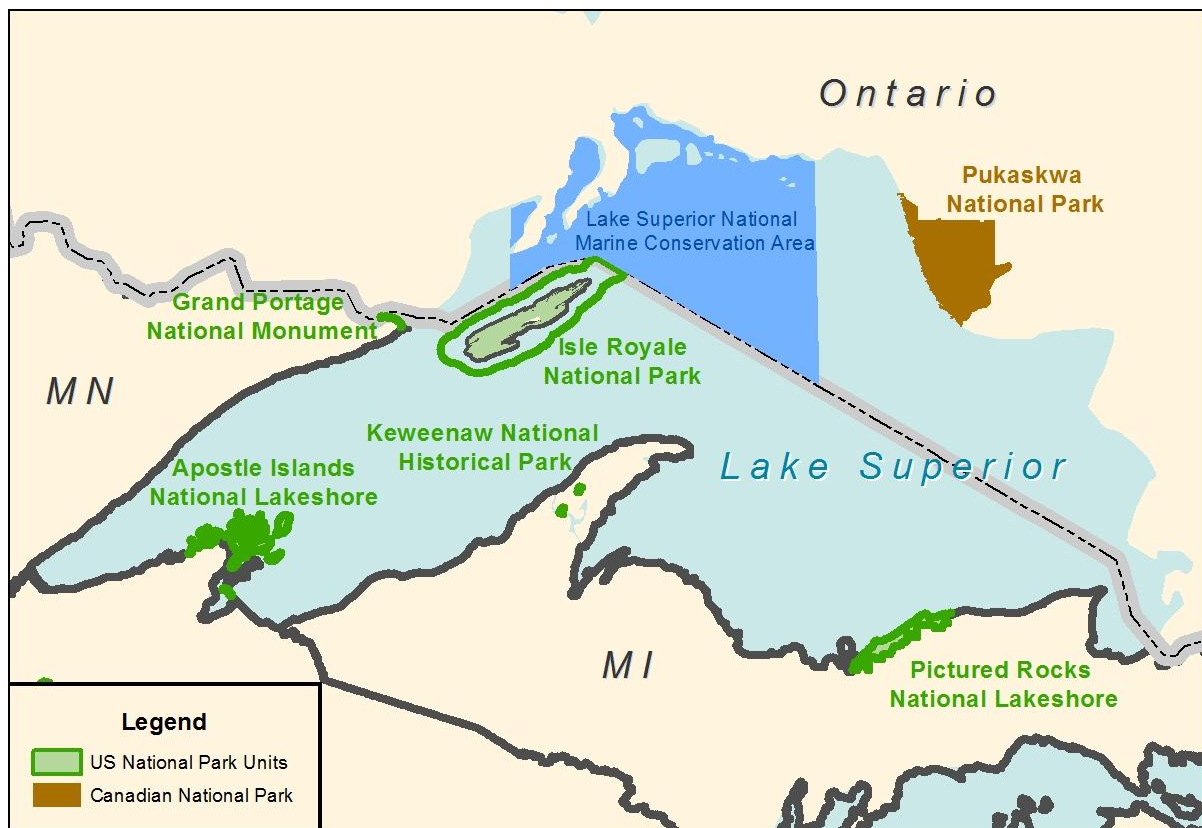 Ontario
Pukaskwa
National Park
Lake Superior National
Marine Conservation Area
Grand Portage
National Monument
Isle Royale
National Park
MN
Keweenaw National
Historical Park
Apostle Islands
National Lakeshore
Lake Superior
MI
Pictured Rocks
National Lakeshore
Legend
US National Park Units
Canadian National Park